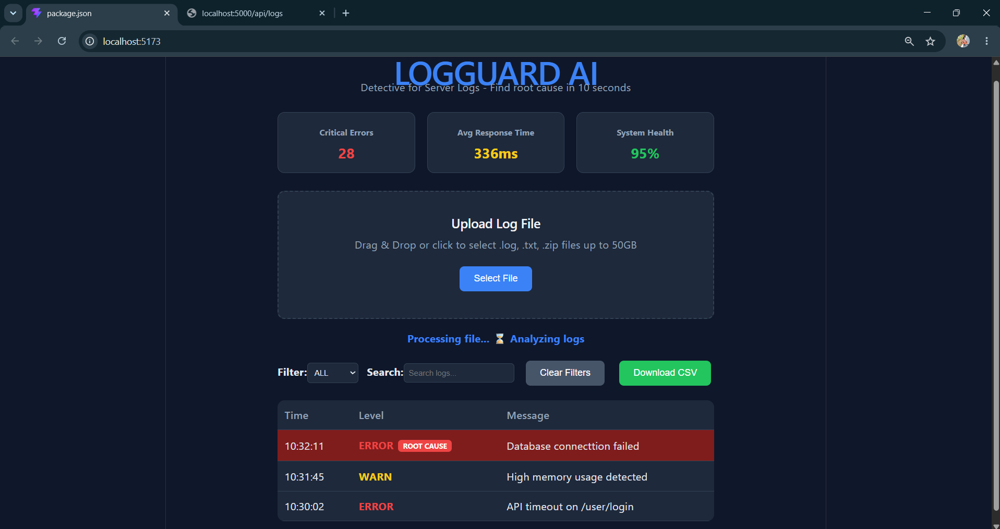 package.json
localhost:5000/api/logs
localhost:5173
LOGGUARD AI
Detective for Server Logs - Find root cause in 10 seconds
Critical Errors Avg Response Time System Health
28 336ms 95%
Upload Log File
Drag & Drop or click to select .log, .txt, .zip files up to 50GB
Select File
Processing file... ⏳ Analyzing logs
Filter: ALL Search: Search logs... Clear Filters Download CSV
Time Level Message
10:32:11 ERROR ROOT CAUSE Database connecttion failed
10:31:45 WARN High memory usage detected
10:30:02 ERROR API timeout on /user/login